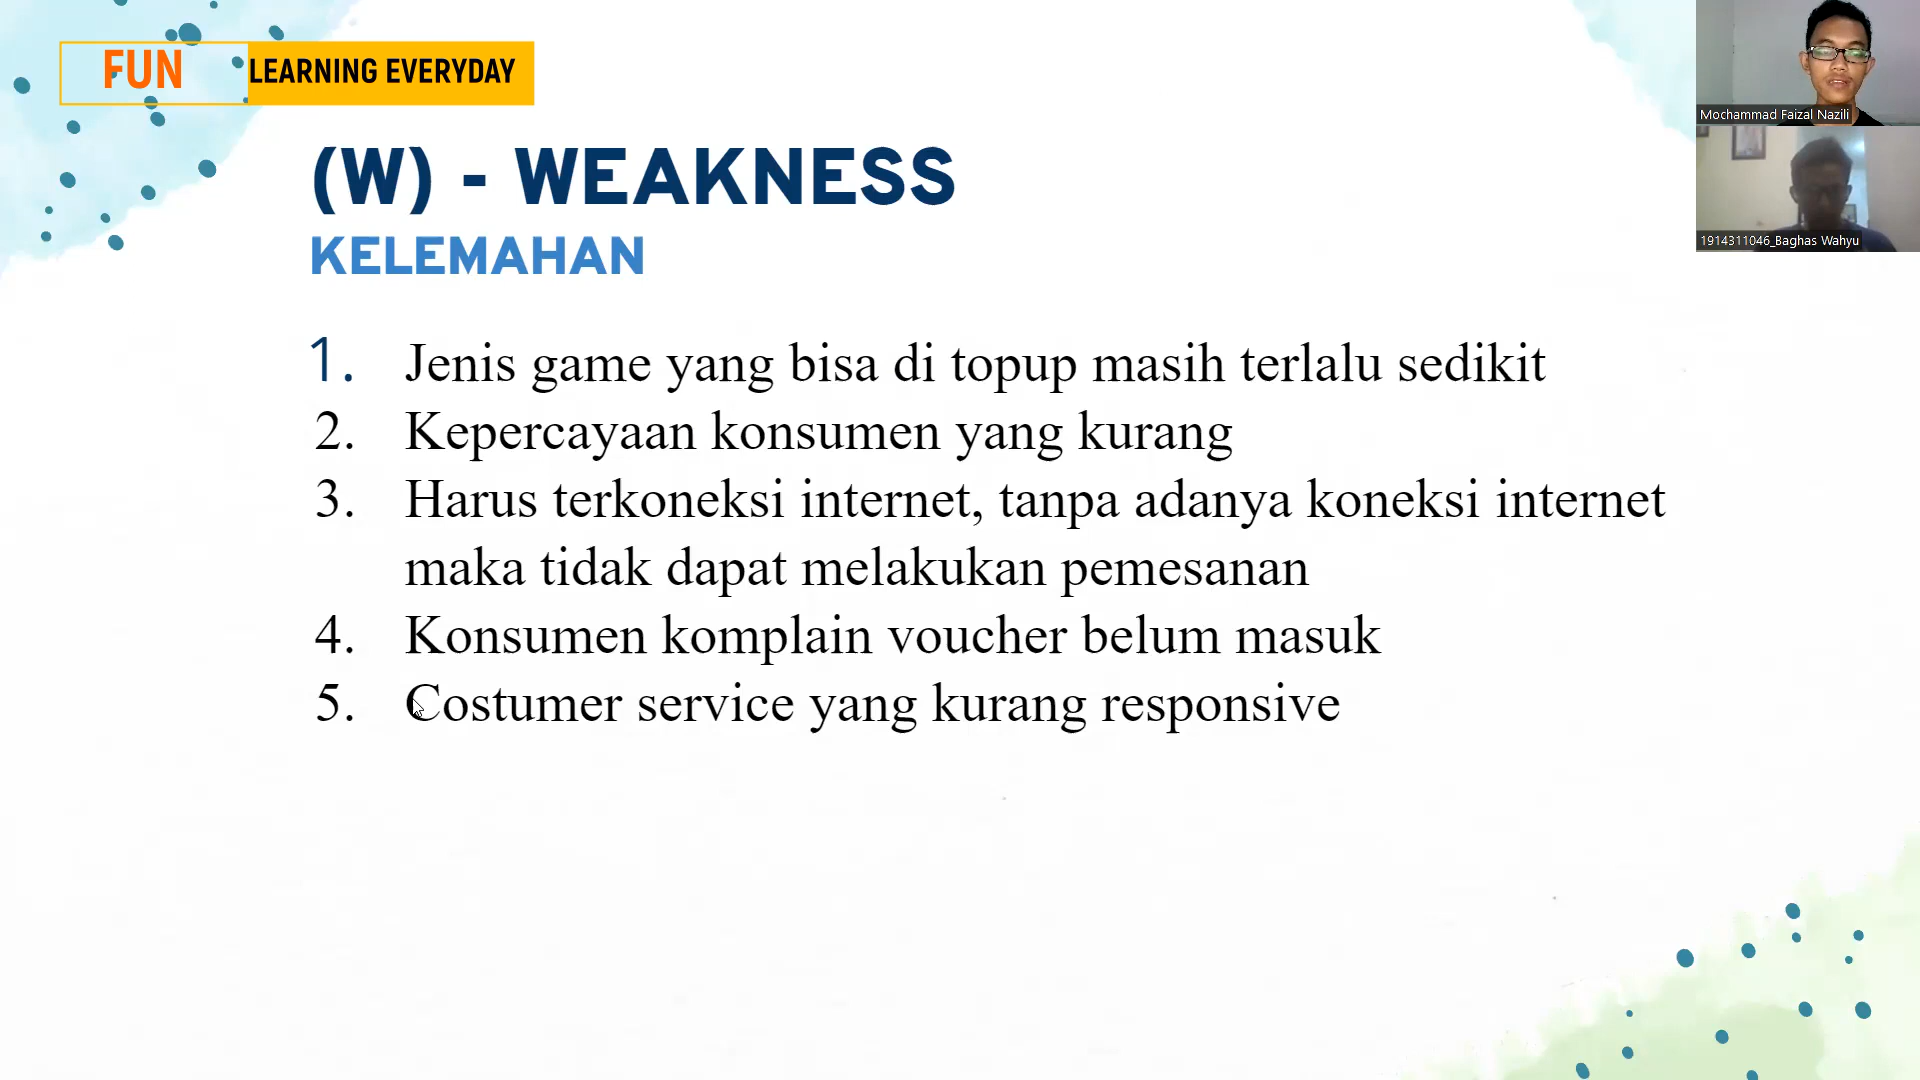 FUN LEARNING EVERYDAY
Mochammad Faizal Nazili
(W) - WEAKNESS
1914311046_Baghas Wahyu
KELEMAHAN
1. Jenis game yang bisa di topup masih terlalu sedikit
2. Kepercayaan konsumen yang kurang
3. Harus terkoneksi internet, tanpa adanya koneksi internet
maka tidak dapat melakukan pemesanan
4. Konsumen komplain voucher belum masuk
5. Costumer service yang kurang responsive